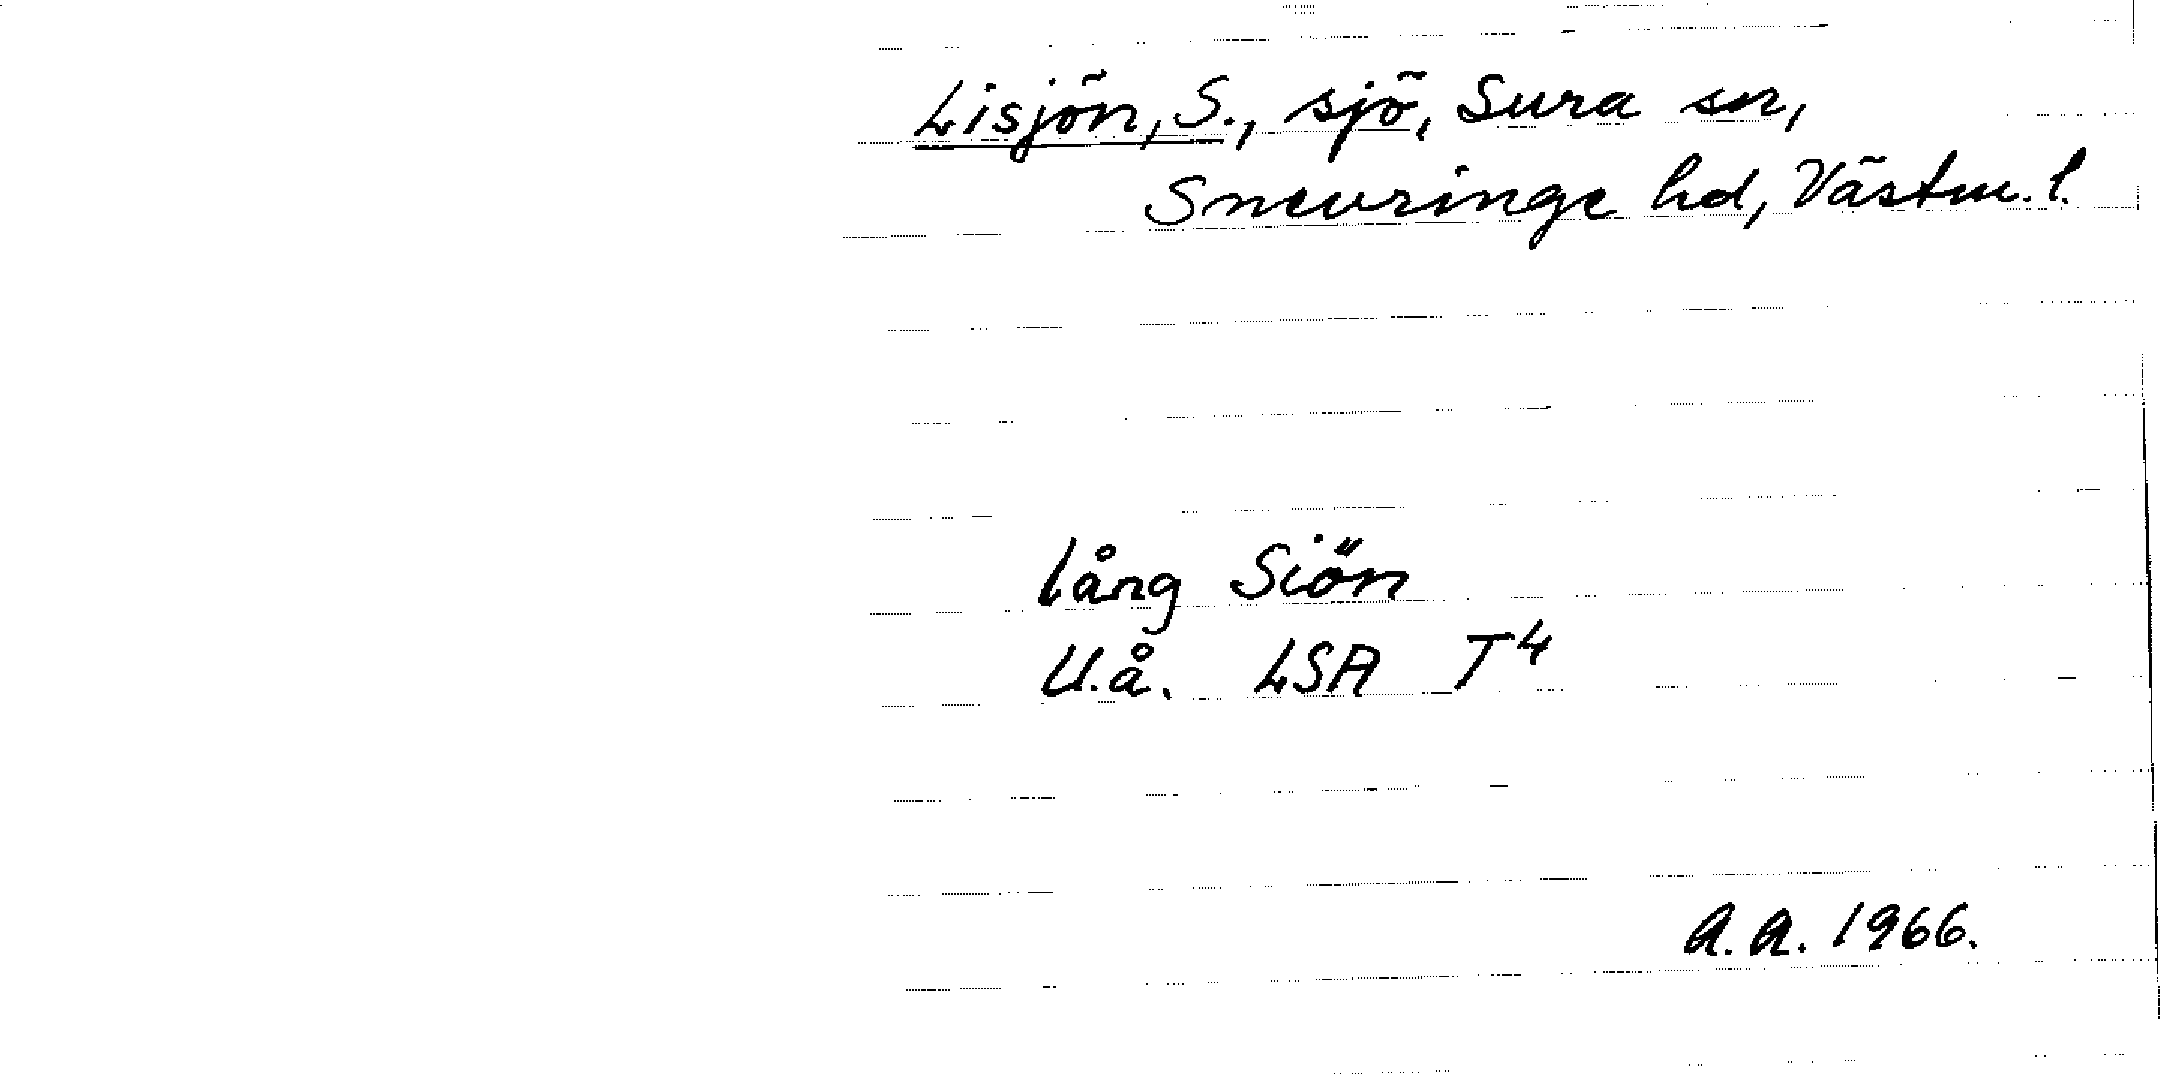 Lisjön, S., sjö, Sura sn,
Snevringe hd, Västm. l.
lång Siön
U.å. LSA T4
A.A. 1966.